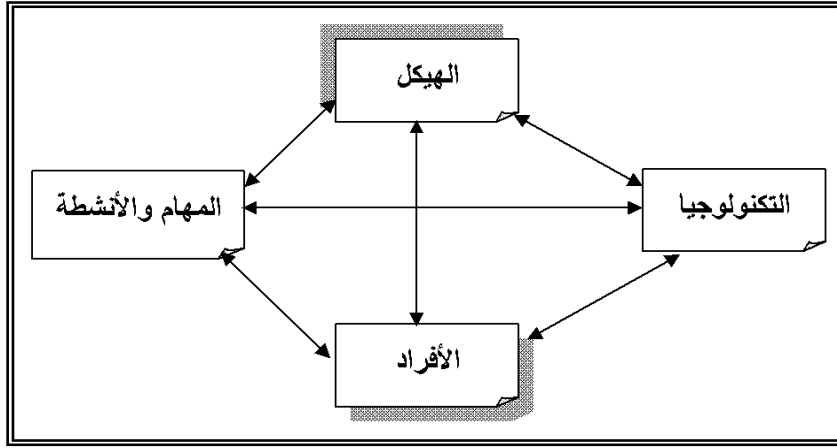 الهيكل
التكنولوجيا
المهام والأنشطة
الأفراد